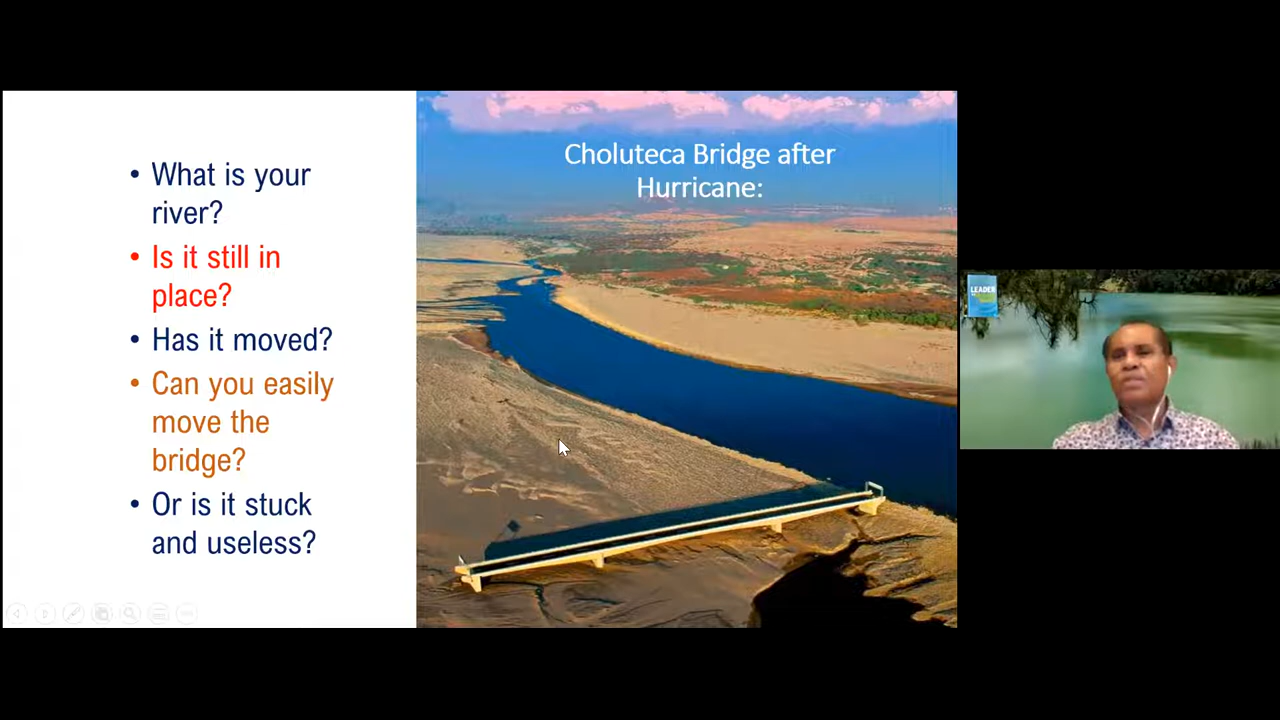 • What is your
river?
• Is it still in
place?
• Has it moved?
• Can you easily
move the
bridge?
• Or is it stuck
and useless?
Choluteca Bridge after
Hurricane:
LEADER